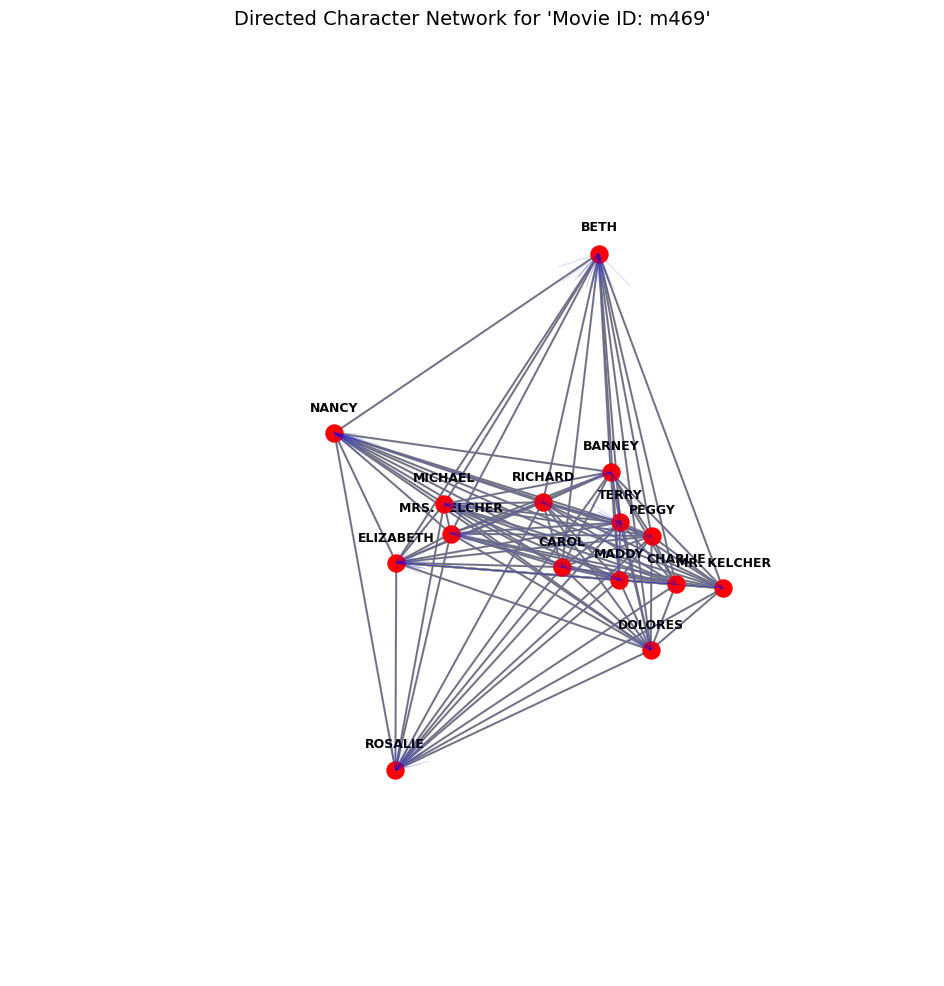 Directed Character Network for 'Movie ID: m469'
BETH
NANCY
BARNEY
MICHAEL
RICHARD
TERRY
MRS. KELCHER
PEGGY
ELIZABETH
CAROL
MADDY
CHARLIE
MR. KELCHER
DOLORES
ROSALIE